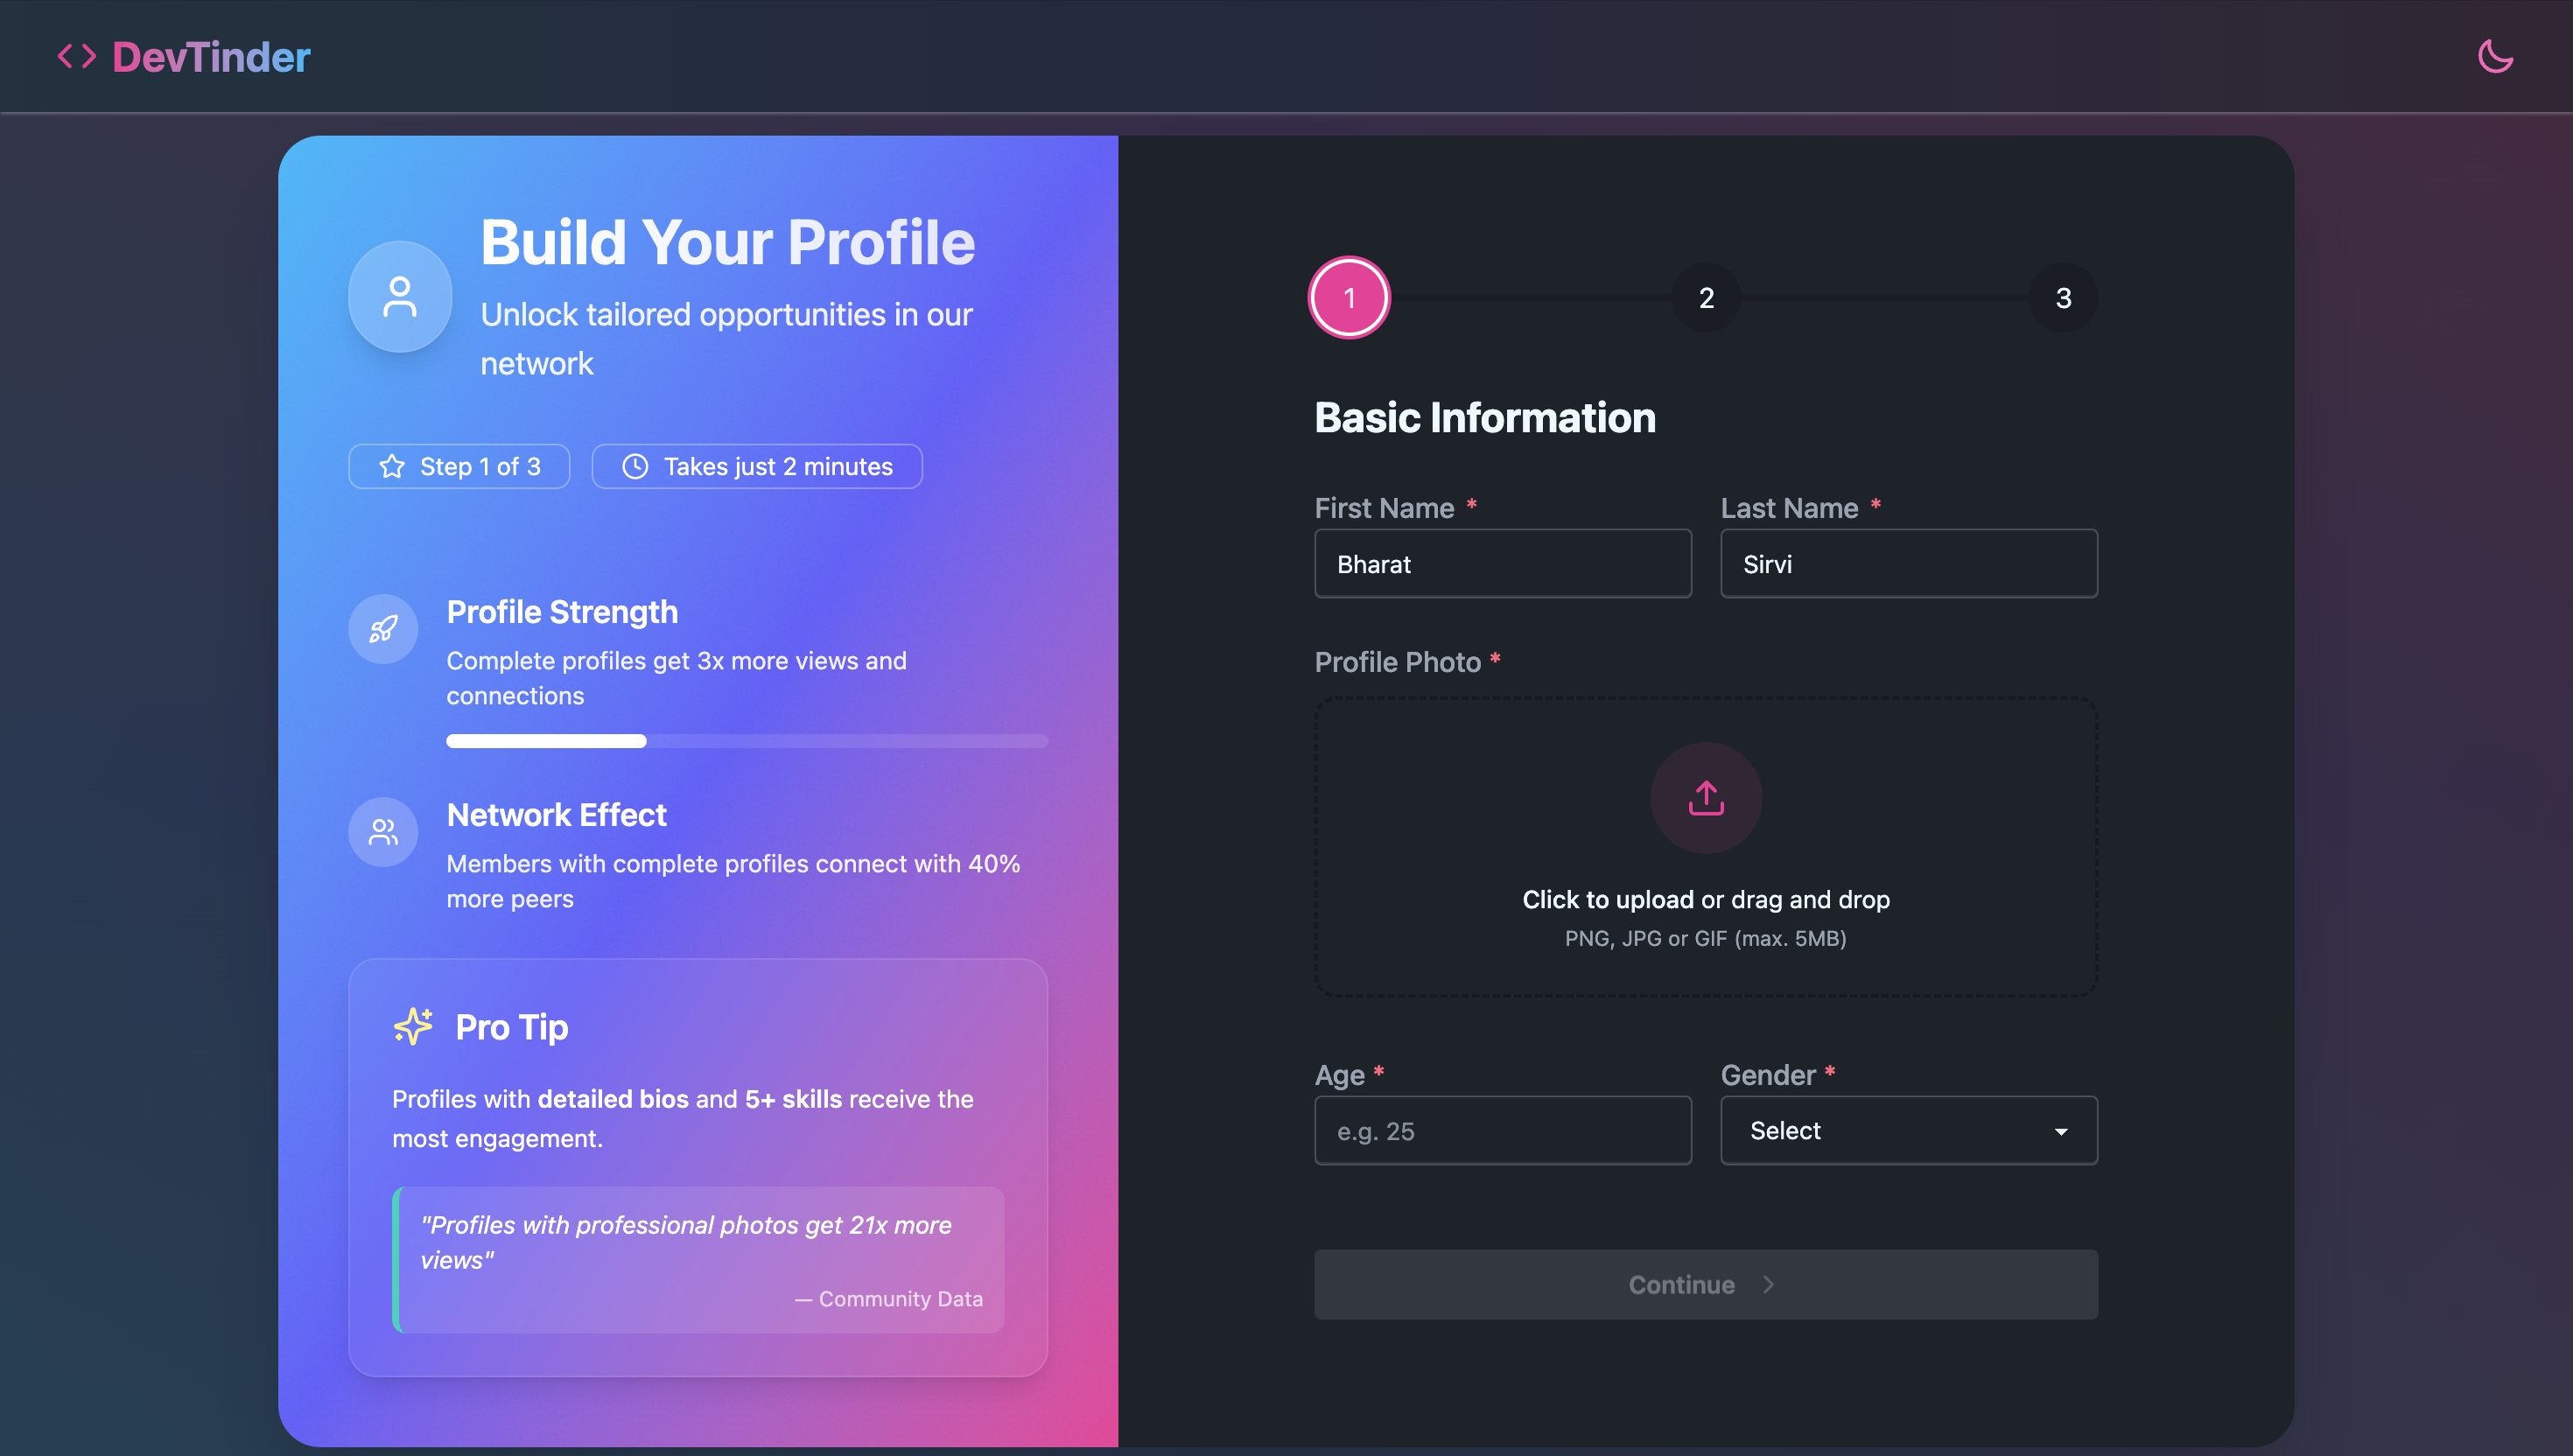 DevTinder
Build Your Profile
Unlock tailored opportunities in our
network
Step 1 of 3
Takes just 2 minutes
Profile Strength
Complete profiles get 3x more views and
connections
Network Effect
Members with complete profiles connect with 40%
more peers
Pro Tip
Profiles with detailed bios and 5+ skills receive the
most engagement.
"Profiles with professional photos get 21x more
views"
— Community Data
1
2
3
Basic Information
First Name *
Last Name *
Bharat
Sirvi
Profile Photo *
Click to upload or drag and drop
PNG, JPG or GIF (max. 5MB)
Age *
Gender *
e.g. 25
Select
Continue